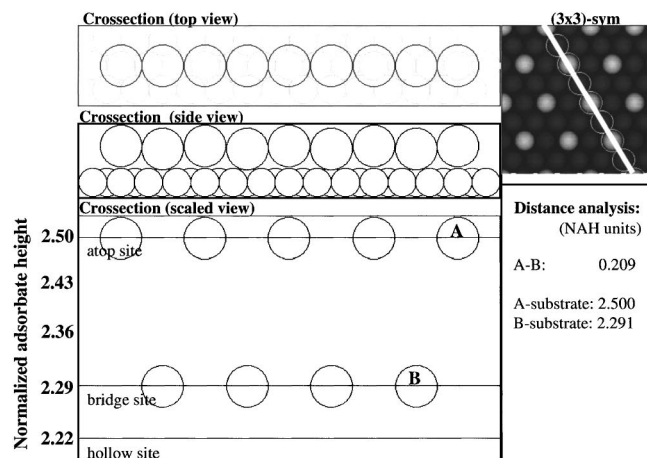 Crossection (top view)
(3x3)-sym
Crossection (side view)
Crossection (scaled view)
Normalized adsorbate height
2.50
atop site
A
2.43
2.36
2.29
bridge site
B
2.22
hollow site
Distance analysis:
(NAH units)
A-B: 0.209
A-substrate: 2.500
B-substrate: 2.291